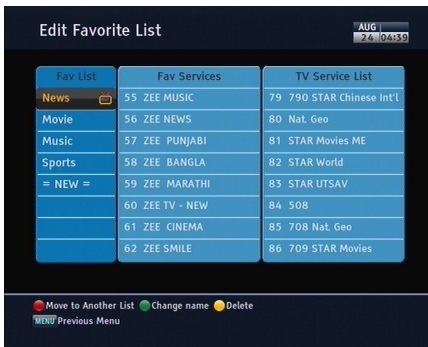 Edit Favorite List
AUG
24 04:39
Fav List Fav Services TV Service List
News 55 ZEE MUSIC 79 790 STAR Chinese Int'l
Movie 56 ZEE NEWS 80 Nat. Geo
Music 57 ZEE PUNJABI 81 STAR Movies ME
Sports 58 ZEE BANGLA 82 STAR World
= NEW = 59 ZEE MARATHI 83 STAR UTSAV
60 ZEE TV - NEW 84 508
61 ZEE CINEMA 85 708 Nat. Geo
62 ZEE SMILE 86 709 STAR Movies
Move to Another List Change name Delete
MENU Previous Menu